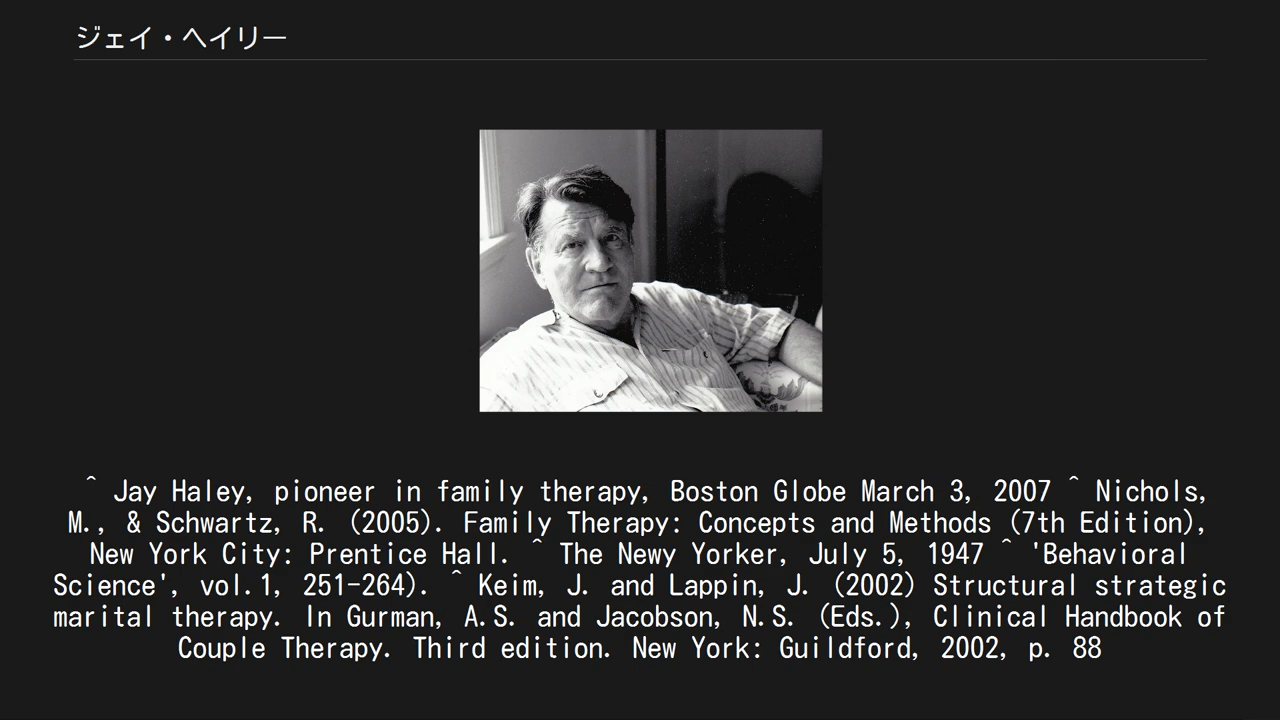 ジェイ・ヘイリー
^ Jay Haley, pioneer in family therapy, Boston Globe March 3, 2007 ^ Nichols,
M., & Schwartz, R. (2005). Family Therapy: Concepts and Methods (7th Edition),
New York City: Prentice Hall. ^ The Newy Yorker, July 5, 1947 ^ 'Behavioral
Science', vol.1, 251-264). ^ Keim, J. and Lappin, J. (2002) Structural strategic
marital therapy. In Gurman, A.S. and Jacobson, N.S. (Eds.), Clinical Handbook of
Couple Therapy. Third edition. New York: Guildford, 2002, p. 88